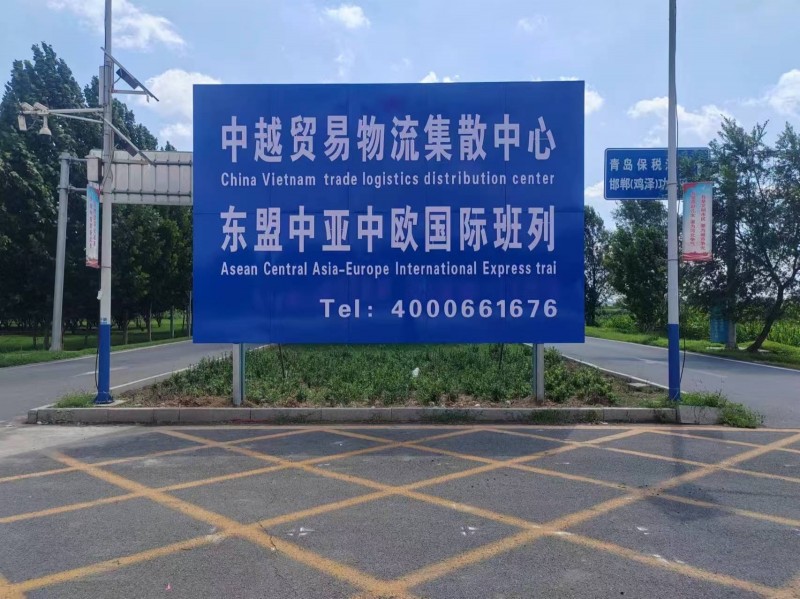 中越贸易物流集散中心
China Vietnam trade logistics distribution center
东盟中亚中欧国际班列
Asean Central Asia-Europe International Express trai
Tel: 4000661676
青岛保税
邯郸(鸡泽)功